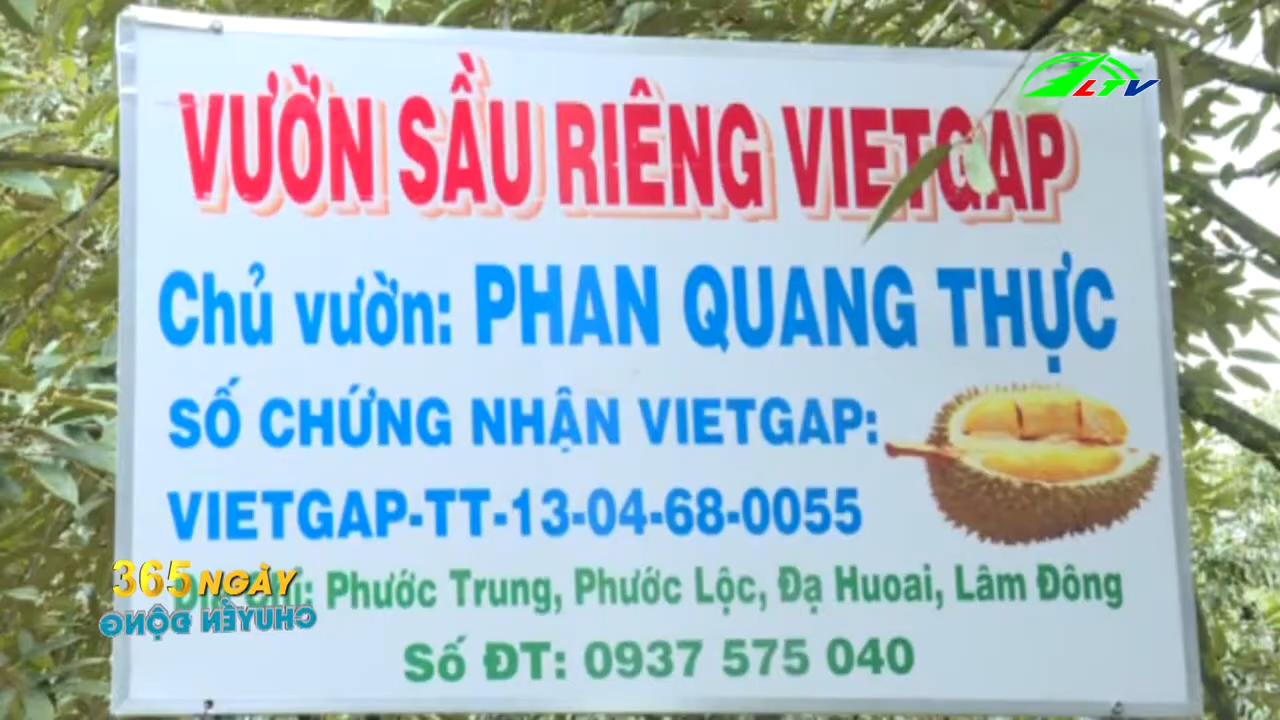 LTV
VƯỜN SẦU RIÊNG VIETGAP
Chủ vườn: PHAN QUANG THỰC
SỐ CHỨNG NHẬN VIETGAP:
VIETGAP-TT-13-04-68-0055
Phước Trung, Phước Lộc, Đạ Huoai, Lâm Đông
Số ĐT: 0937 575 040
365 NGÀY
CHUYỂN ĐỘNG